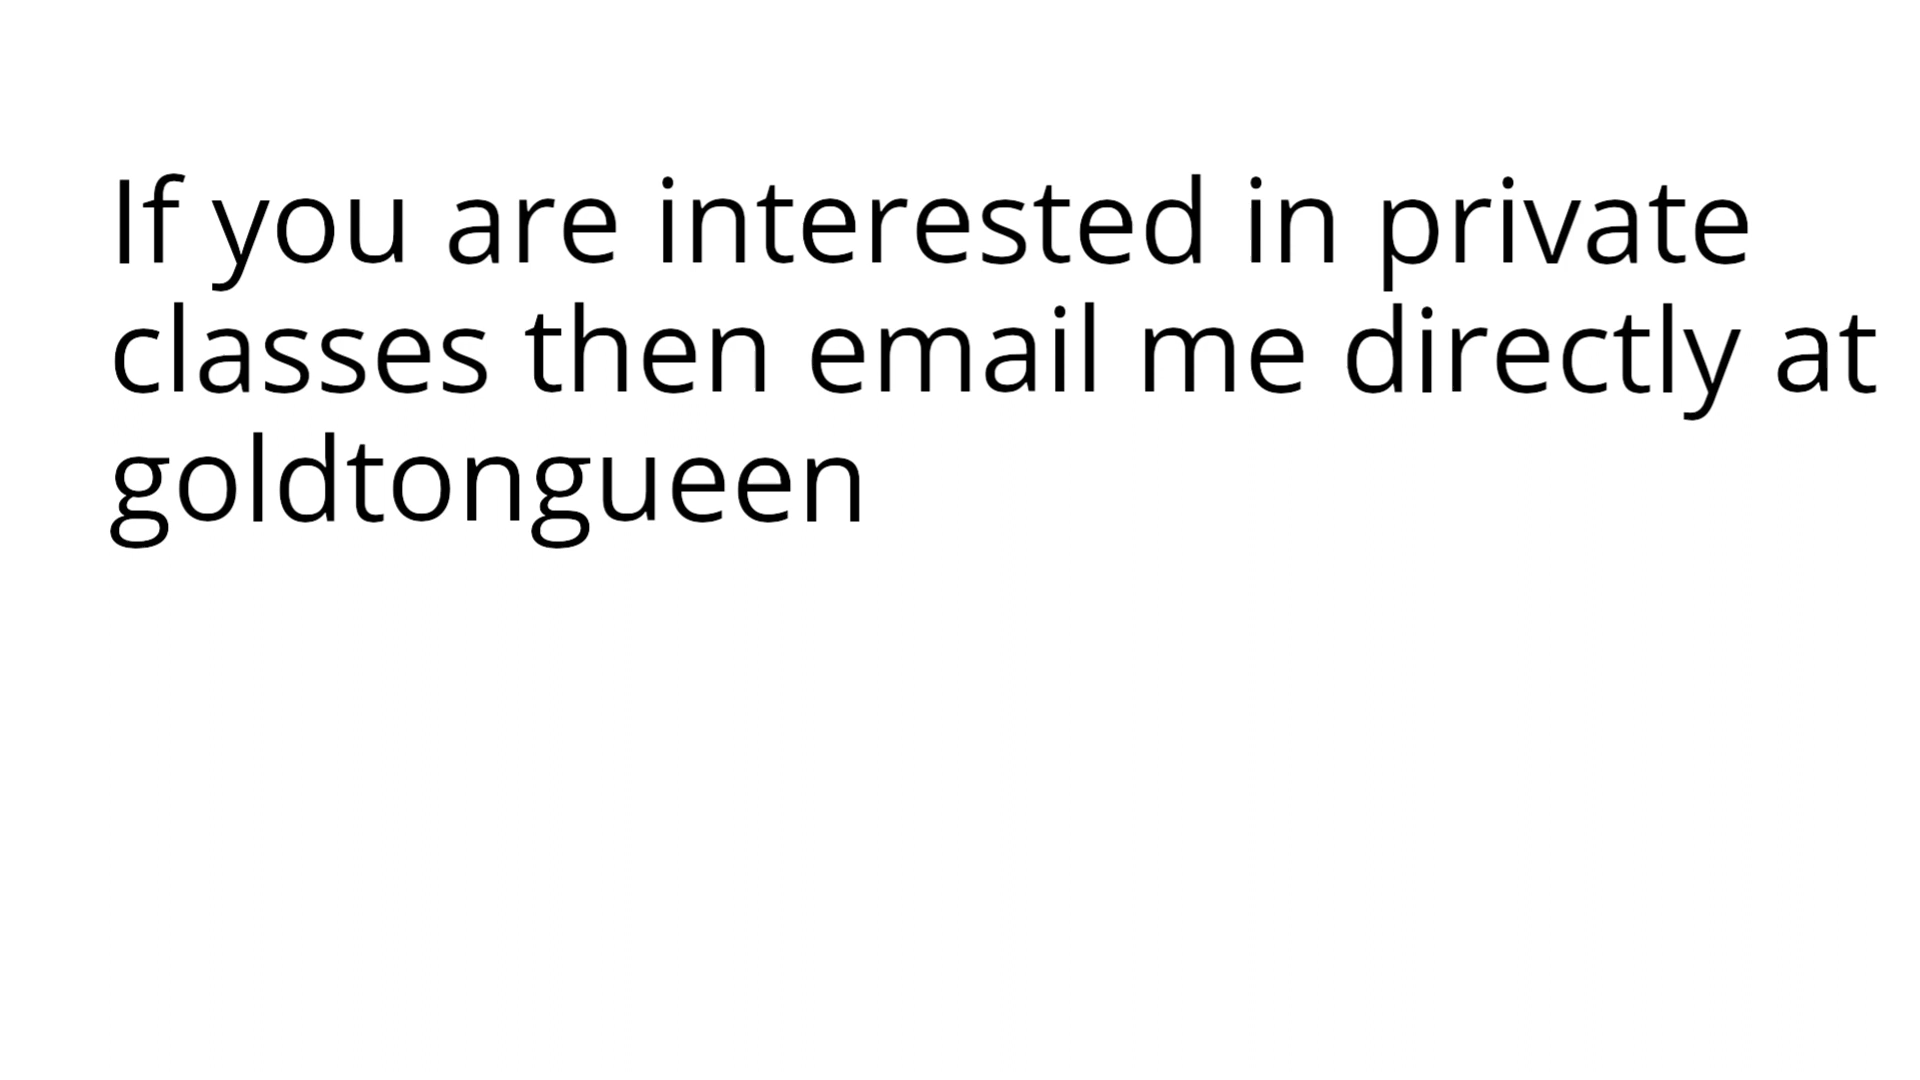 If you are interested in private
classes then email me directly at
goldtongueen